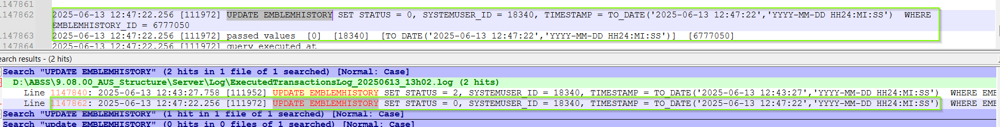 1147861
1147862 2025-06-13 12:47:22.256 [111972] UPDATE EMBLEMHISTORY SET STATUS = 0, SYSTEMUSER_ID = 18340, TIMESTAMP = TO_DATE('2025-06-13 12:47:22','YYYY-MM-DD HH24:MI:SS')  WHERE
EMBLEMHISTORY_ID = 6777050
1147863 2025-06-13 12:47:22.256 [111972] passed values  [0]  [18340]  [TO_DATE('2025-06-13 12:47:22','YYYY-MM-DD HH24:MI:SS')]  [6777050]
1147864 2025-06-13 12:47:22.256 [111972] query executed at
earch results - (2 hits)
Search "UPDATE EMBLEMHISTORY" (2 hits in 1 file of 1 searched) [Normal: Case]
D:\ABSS\9.08.00_AUS_Structure\Server\Log\ExecutedTransactionsLog_20250613_13h02.log (2 hits)
Line 1147840: 2025-06-13 12:43:27.758 [111952] UPDATE EMBLEMHISTORY SET STATUS = 2, SYSTEMUSER_ID = 18340, TIMESTAMP = TO_DATE('2025-06-13 12:43:27','YYYY-MM-DD HH24:MI:SS')  WHERE EMB
Line 1147862: 2025-06-13 12:47:22.256 [111972] UPDATE EMBLEMHISTORY SET STATUS = 0, SYSTEMUSER_ID = 18340, TIMESTAMP = TO_DATE('2025-06-13 12:47:22','YYYY-MM-DD HH24:MI:SS')  WHERE EMB
Search "UPDATE EMBLEMHISTORY" (1 hit in 1 file of 1 searched) [Normal: Case]
Search "update EMBLEMHISTORY" (0 hits in 0 files of 1 searched) [Normal: Case]